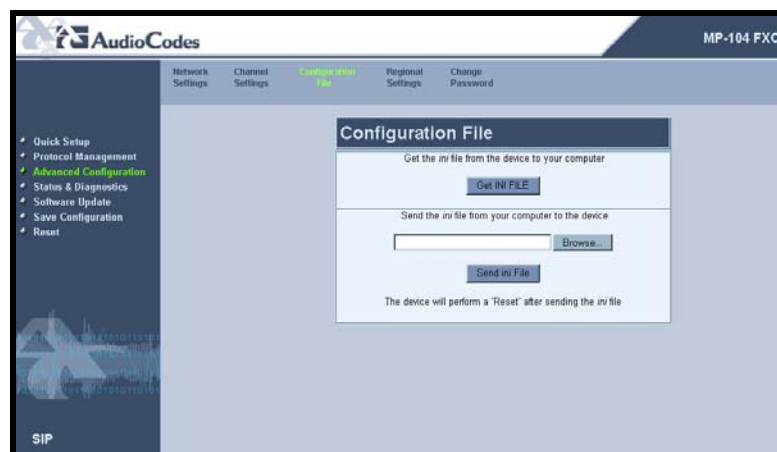 AudioCodes
MP-104 FXO
Network Settings
Channel Settings
Configuration File
Regional Settings
Change Password
Quick Setup
Protocol Management
Advanced Configuration
Status & Diagnostics
Software Update
Save Configuration
Reset
Configuration File
Get the ini file from the device to your computer
Get INI FILE
Send the ini file from your computer to the device
Browse...
Send ini File
The device will perform a 'Reset' after sending the ini file
SIP